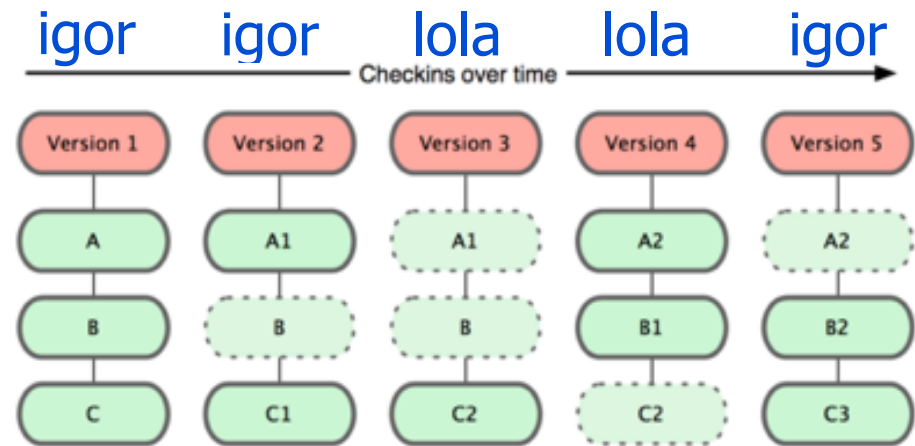 igor igor lola lola igor
Checkins over time
Version 1 Version 2 Version 3 Version 4 Version 5
A A1 A1 A2 A2
B B B B1 B2
C C1 C2 C2 C3